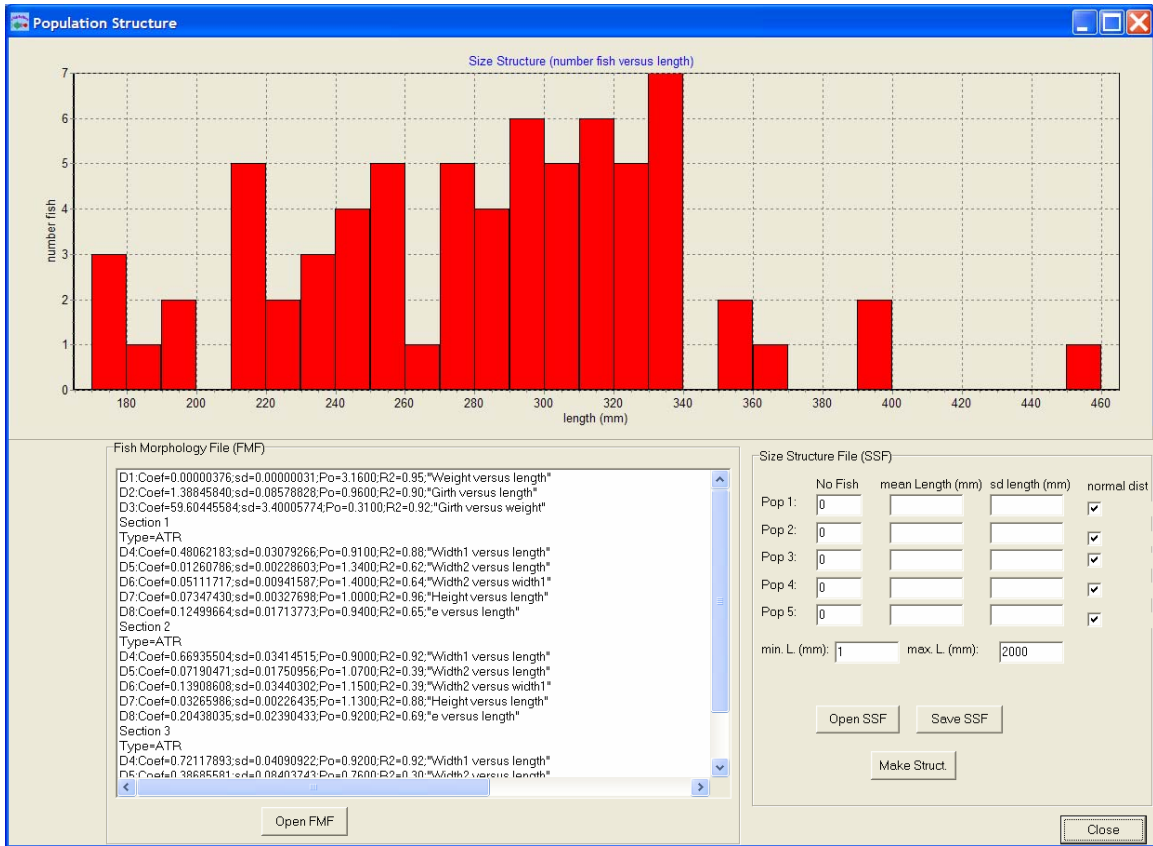 Population Structure
Size Structure (number fish versus length)
7
6
5
4
3
2
1
0
number fish
180 200 220 240 260 280 300 320 340 360 380 400 420 440 460
length (mm)
Fish Morphology File (FMF)
D1:Coef=0.00000376;sd=0.00000031;Po=3.1600;R2=0.95;"Weight versus length"
D2:Coef=1.38845840;sd=0.08578828;Po=0.9600;R2=0.90;"Girth versus length"
D3:Coef=59.60445584;sd=3.40005774;Po=0.3100;R2=0.92;"Girth versus weight"
Section 1
Type=ATR
D4:Coef=0.48062183;sd=0.03079266;Po=0.9100;R2=0.88;"Width1 versus length"
D5:Coef=0.01260786;sd=0.00228603;Po=1.3400;R2=0.62;"Width2 versus length"
D6:Coef=0.05111717;sd=0.00941587;Po=1.4000;R2=0.64;"Width2 versus width1"
D7:Coef=0.07347430;sd=0.00327698;Po=1.0000;R2=0.96;"Height versus length"
D8:Coef=0.12499664;sd=0.01713773;Po=0.9400;R2=0.65;"e versus length"
Section 2
Type=ATR
D4:Coef=0.66935504;sd=0.03414515;Po=0.9000;R2=0.92;"Width1 versus length"
D5:Coef=0.07190471;sd=0.01750956;Po=1.0700;R2=0.39;"Width2 versus length"
D6:Coef=0.13908608;sd=0.03440302;Po=1.1500;R2=0.39;"Width2 versus width1"
D7:Coef=0.03265986;sd=0.00226435;Po=1.1300;R2=0.88;"Height versus length"
D8:Coef=0.20438035;sd=0.02390433;Po=0.9200;R2=0.69;"e versus length"
Section 3
Type=ATR
D4:Coef=0.72117893;sd=0.04090922;Po=0.9200;R2=0.92;"Width1 versus length"
D5:Coef=0.38685581;sd=0.08403743;Po=0.7600;R2=0.30;"Width2 versus length"
Open FMF
Size Structure File (SSF)
No Fish mean Length (mm) sd length (mm) normal dist
Pop 1: 0
Pop 2: 0
Pop 3: 0
Pop 4: 0
Pop 5: 0
min. L. (mm): 1 max. L. (mm): 2000
Open SSF Save SSF
Make Struct.
Close